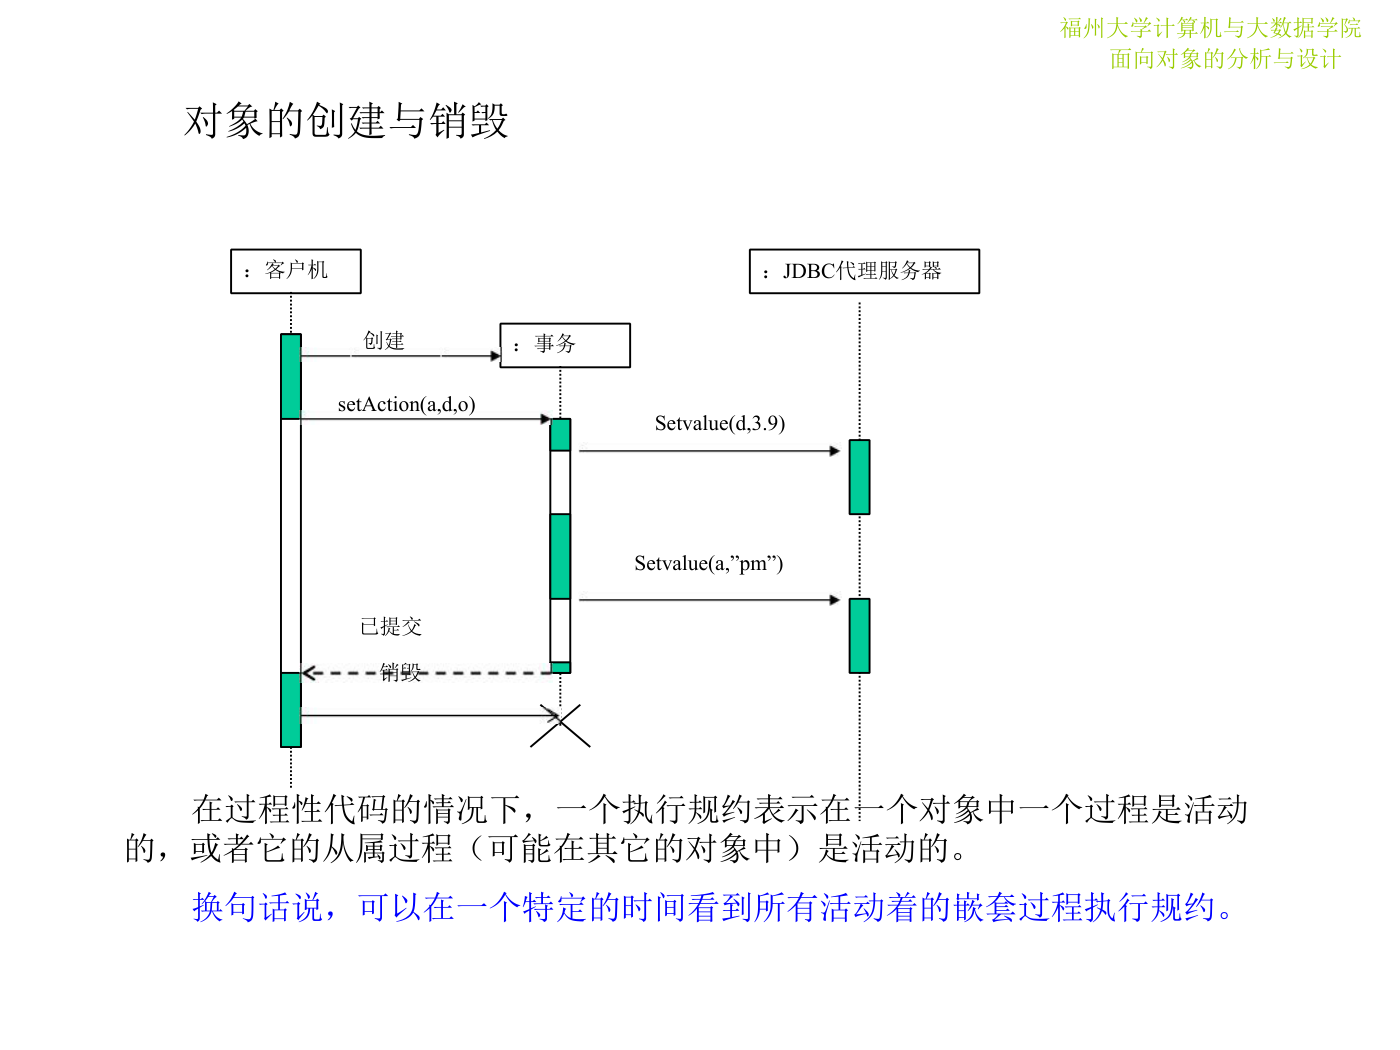 福州大学计算机与大数据学院
面向对象的分析与设计
对象的创建与销毁
：客户机
：JDBC代理服务器
创建
：事务
setAction(a,d,o)
Setvalue(d,3.9)
Setvalue(a,”pm”)
已提交
销毁
在过程性代码的情况下，一个执行规约表示在一个对象中一个过程是活动
的，或者它的从属过程（可能在其它的对象中）是活动的。
换句话说，可以在一个特定的时间看到所有活动着的嵌套过程执行规约。